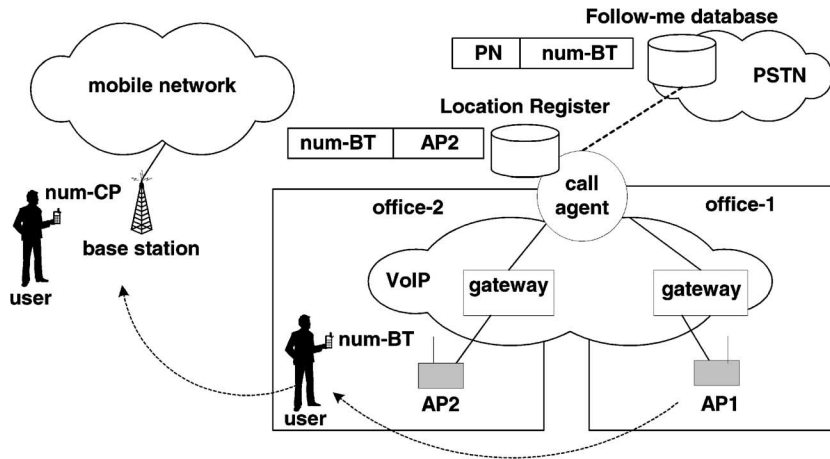 Follow-me database
PN num-BT
PSTN
mobile network
Location Register
num-BT AP2
num-CP
call
agent
office-2
office-1
base station
user
VoIP
gateway
gateway
num-BT
user
AP2
AP1